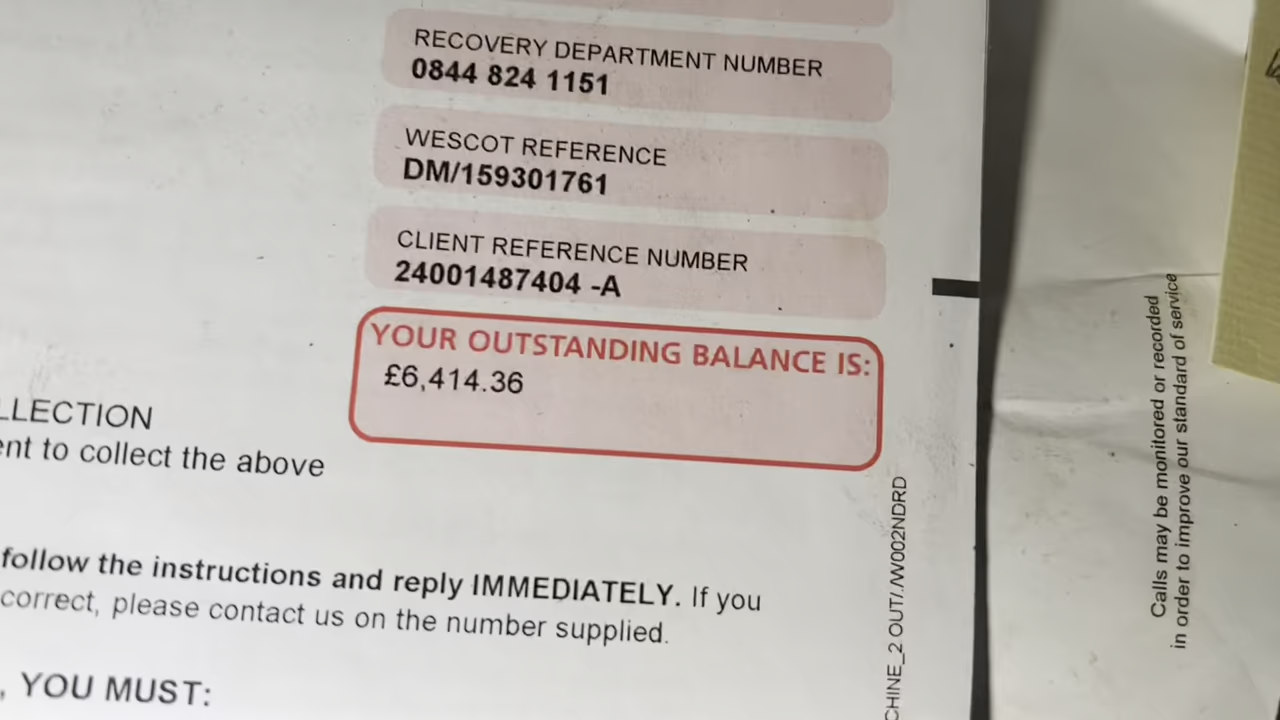 RECOVERY DEPARTMENT NUMBER
0844 824 1151
WESCOT REFERENCE
DM/159301761
CLIENT REFERENCE NUMBER
24001487404 -A
YOUR OUTSTANDING BALANCE IS:
£6,414.36
LLECTION
ent to collect the above
follow the instructions and reply IMMEDIATELY. If you
correct, please contact us on the number supplied.
, YOU MUST:
CHINE_2 OUT/./W002NDRD
Calls may be monitored or recorded
in order to improve our standard of service